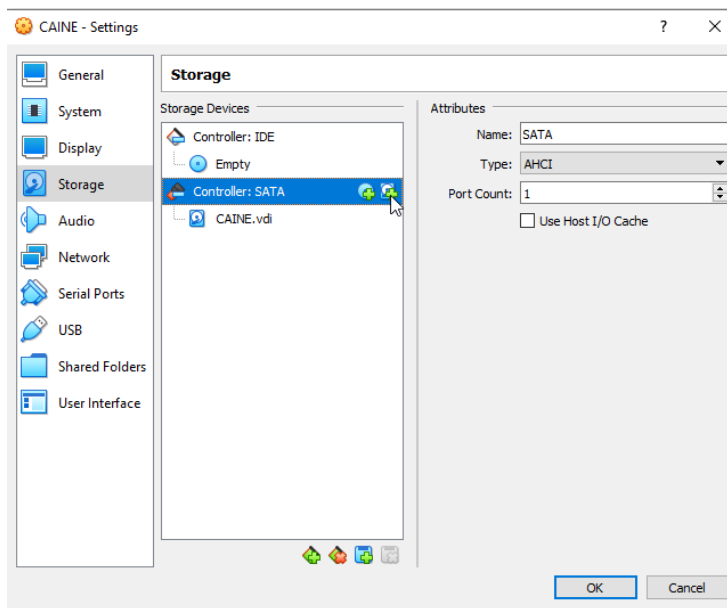 CAINE - Settings
?
General
System
Display
Storage
Audio
Network
Serial Ports
USB
Shared Folders
User Interface
Storage
Storage Devices
Controller: IDE
Empty
Controller: SATA
CAINE.vdi
Attributes
Name: SATA
Type: AHCI
Port Count: 1
Use Host I/O Cache
OK
Cancel